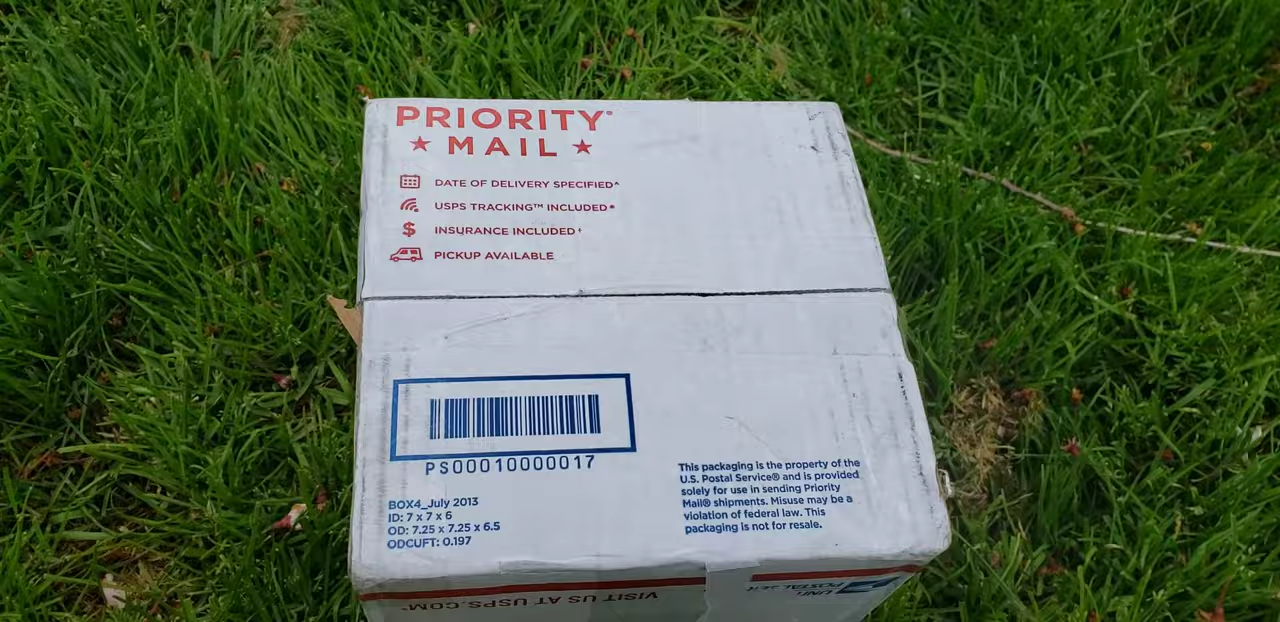 PRIORITY®
★ MAIL ★
DATE OF DELIVERY SPECIFIED^
USPS TRACKING™ INCLUDED*
INSURANCE INCLUDED†
PICKUP AVAILABLE
PS00010000017
BOX4_July 2013
ID: 7 x 7 x 6
OD: 7.25 x 7.25 x 6.5
ODCUFT: 0.197
This packaging is the property of the
U.S. Postal Service® and is provided
solely for use in sending Priority
Mail® shipments. Misuse may be a
violation of federal law. This
packaging is not for resale.
VISIT US AT USPS.COM®
POSTAL